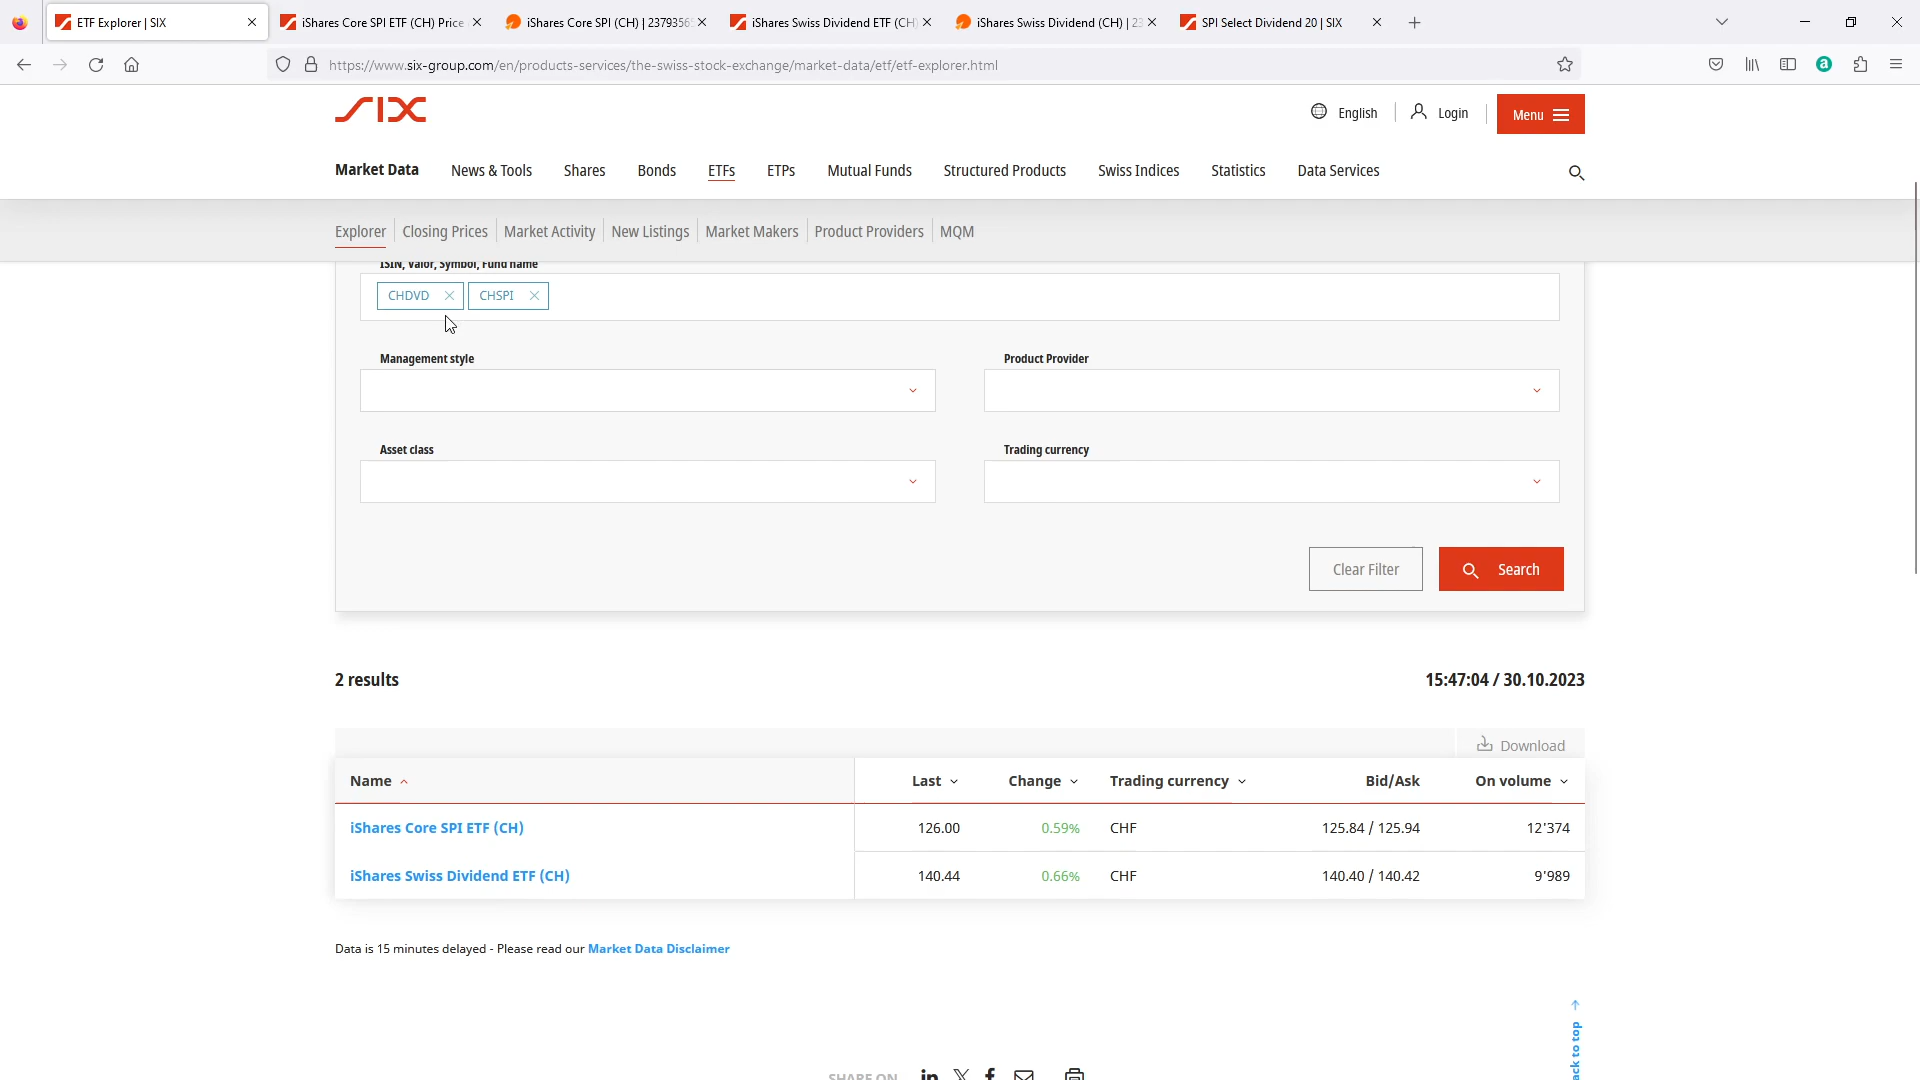 ETF Explorer | SIX
iShares Core SPI ETF (CH) Price
iShares Core SPI (CH) | 2379356
iShares Swiss Dividend ETF (CH)
iShares Swiss Dividend (CH) | 23
SPI Select Dividend 20 | SIX
https://www.six-group.com/en/products-services/the-swiss-stock-exchange/market-data/etf/etf-explorer.html
SIX
English
Login
Menu
Market Data
News & Tools
Shares
Bonds
ETFs
ETPs
Mutual Funds
Structured Products
Swiss Indices
Statistics
Data Services
Explorer
Closing Prices
Market Activity
New Listings
Market Makers
Product Providers
MQM
ISIN, Valor, Symbol, Fund name
CHDVD
CHSPI
Management style
Product Provider
Asset class
Trading currency
Clear Filter
Search
2 results
15:47:04 / 30.10.2023
Download
Name Last Change Trading currency Bid/Ask On volume
iShares Core SPI ETF (CH) 126.00 0.59% CHF 125.84 / 125.94 12'374
iShares Swiss Dividend ETF (CH) 140.44 0.66% CHF 140.40 / 140.42 9'989
Data is 15 minutes delayed - Please read our Market Data Disclaimer
ack to top
SHARE ON